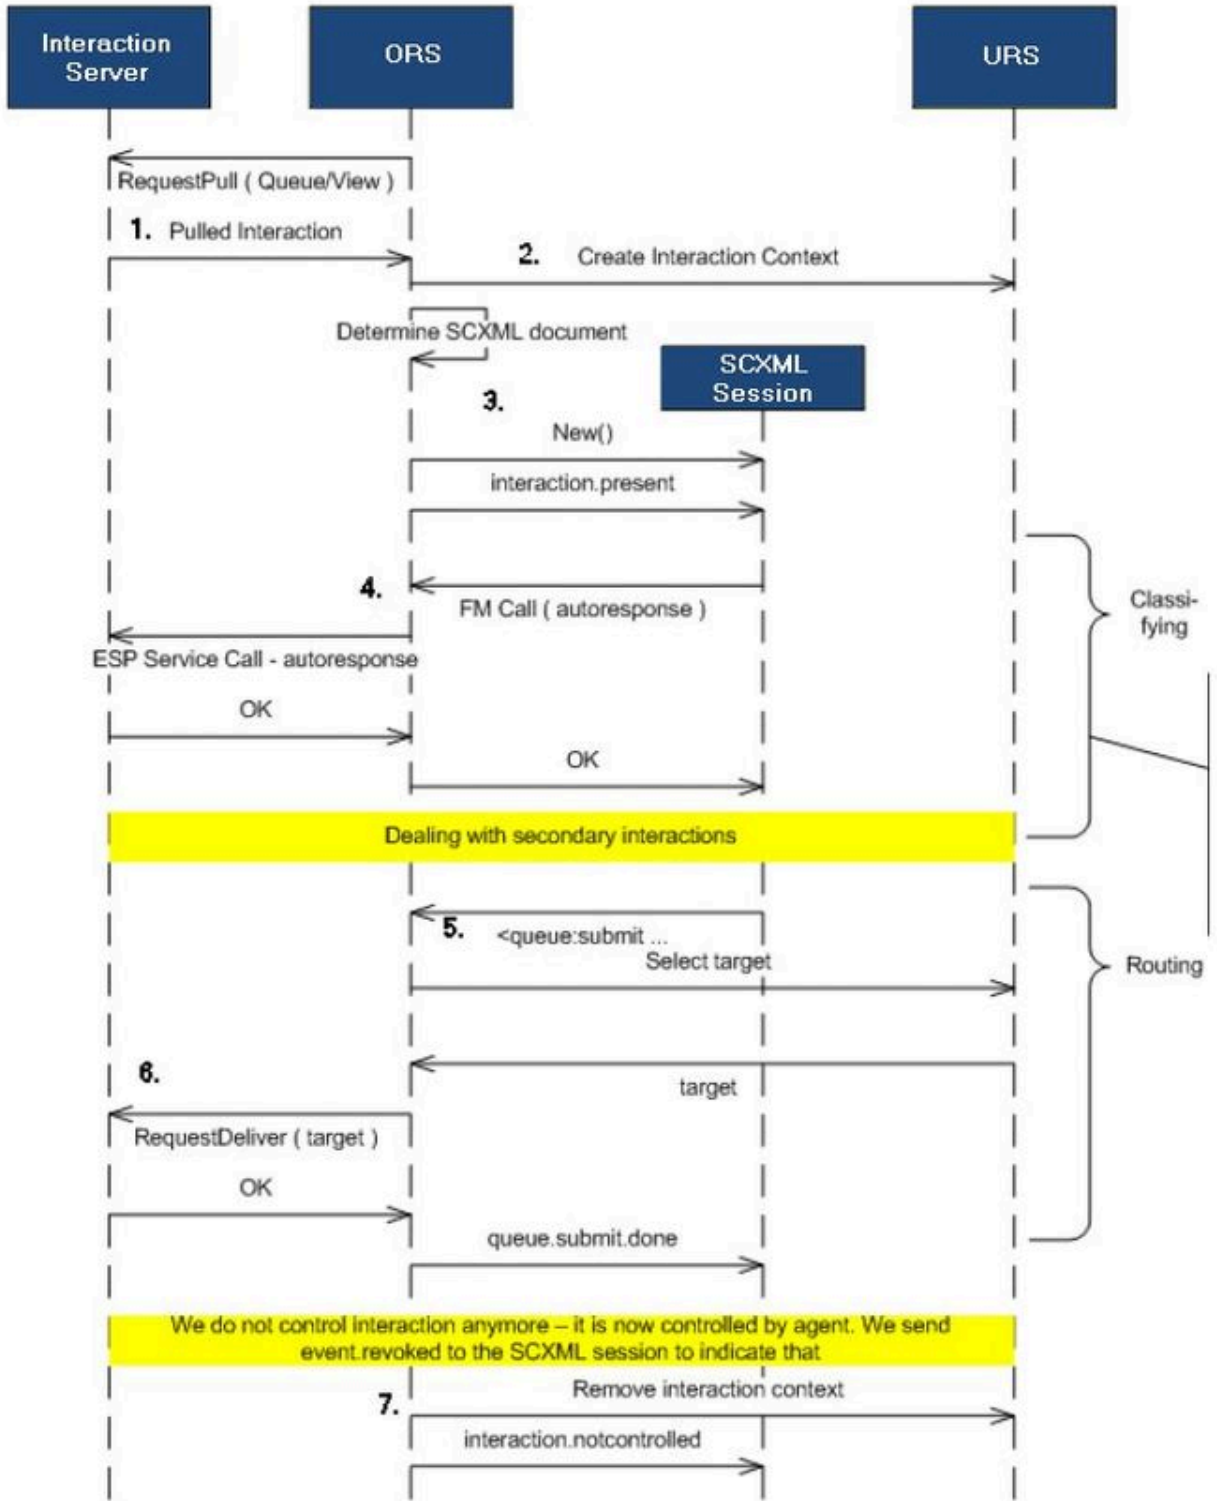 Interaction
Server
ORS
URS
RequestPull ( Queue/View )
1. Pulled Interaction
2. Create Interaction Context
Determine SCXML document
SCXML
Session
3.
New()
interaction.present
4.
FM Call ( autoresponse )
Classi-
fying
ESP Service Call - autoresponse
OK
OK
Dealing with secondary interactions
5. <queue:submit ...
Select target
Routing
6.
target
RequestDeliver ( target )
OK
queue.submit.done
We do not control interaction anymore – it is now controlled by agent. We send
event.revoked to the SCXML session to indicate that
7. Remove interaction context
interaction.notcontrolled